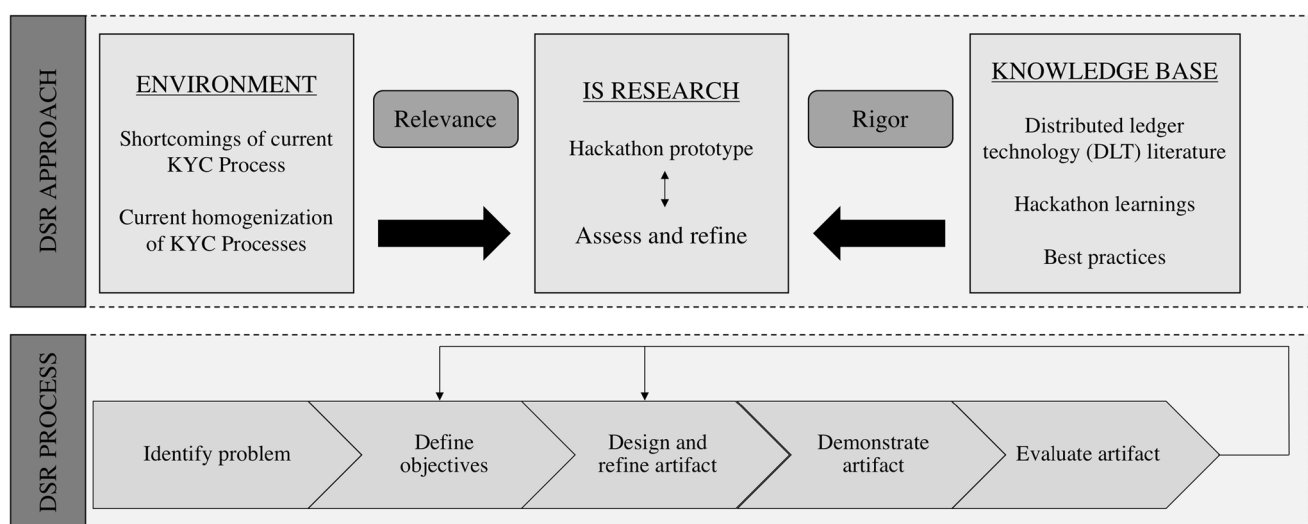 DSR APPROACH
ENVIRONMENT
Shortcomings of current
KYC Process
Current homogenization
of KYC Processes
Relevance
IS RESEARCH
Hackathon prototype
Assess and refine
Rigor
KNOWLEDGE BASE
Distributed ledger
technology (DLT) literature
Hackathon learnings
Best practices
DSR PROCESS
Identify problem
Define
objectives
Design and
refine artifact
Demonstrate
artifact
Evaluate artifact